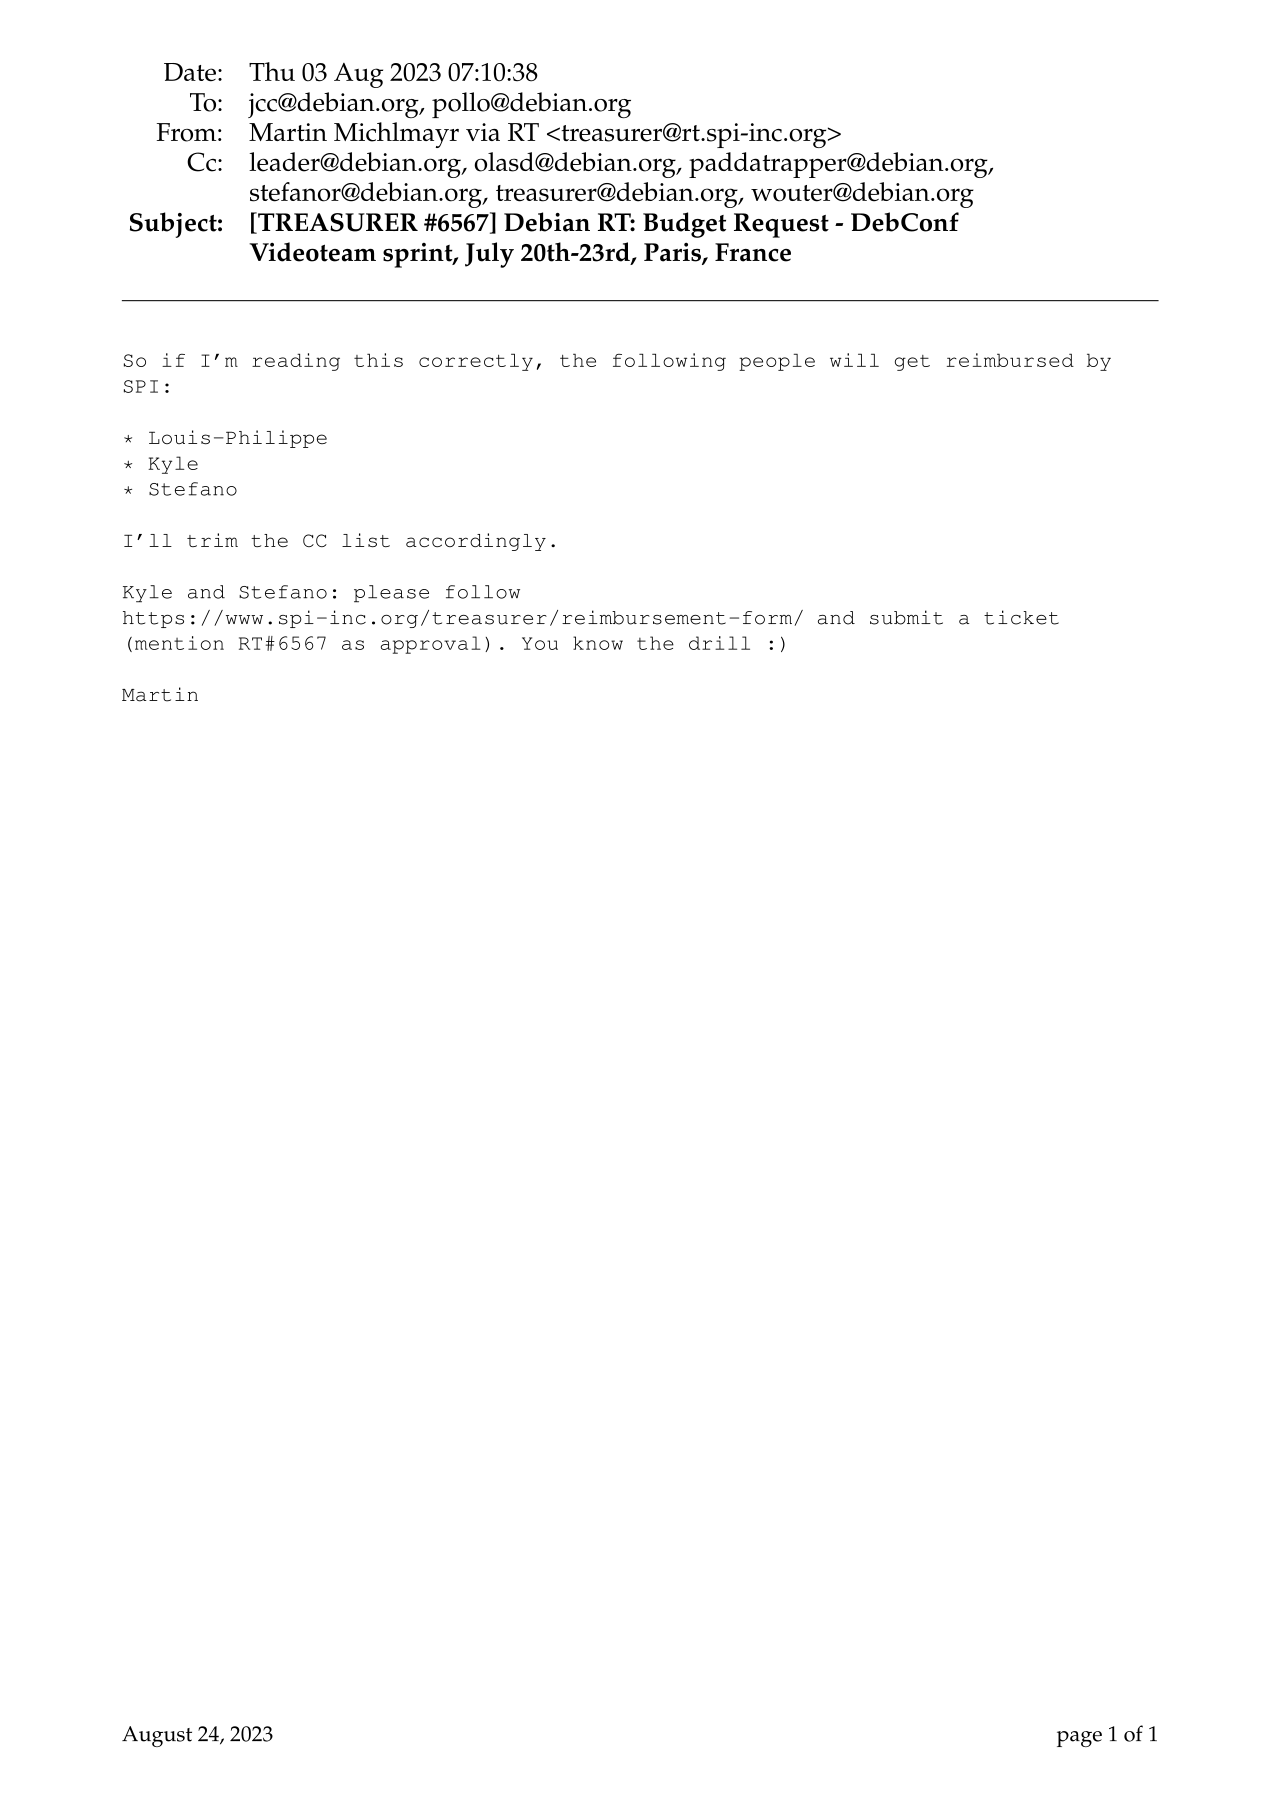 Date: Thu 03 Aug 2023 07:10:38
To: jcc@debian.org, pollo@debian.org
From: Martin Michlmayr via RT <treasurer@rt.spi-inc.org>
Cc: leader@debian.org, olasd@debian.org, paddatrapper@debian.org,
stefanor@debian.org, treasurer@debian.org, wouter@debian.org
Subject: [TREASURER #6567] Debian RT: Budget Request - DebConf
Videoteam sprint, July 20th-23rd, Paris, France
So if I'm reading this correctly, the following people will get reimbursed by
SPI:
* Louis-Philippe
* Kyle
* Stefano
I'll trim the CC list accordingly.
Kyle and Stefano: please follow
https://www.spi-inc.org/treasurer/reimbursement-form/ and submit a ticket
(mention RT#6567 as approval). You know the drill :)
Martin
August 24, 2023 page 1 of 1